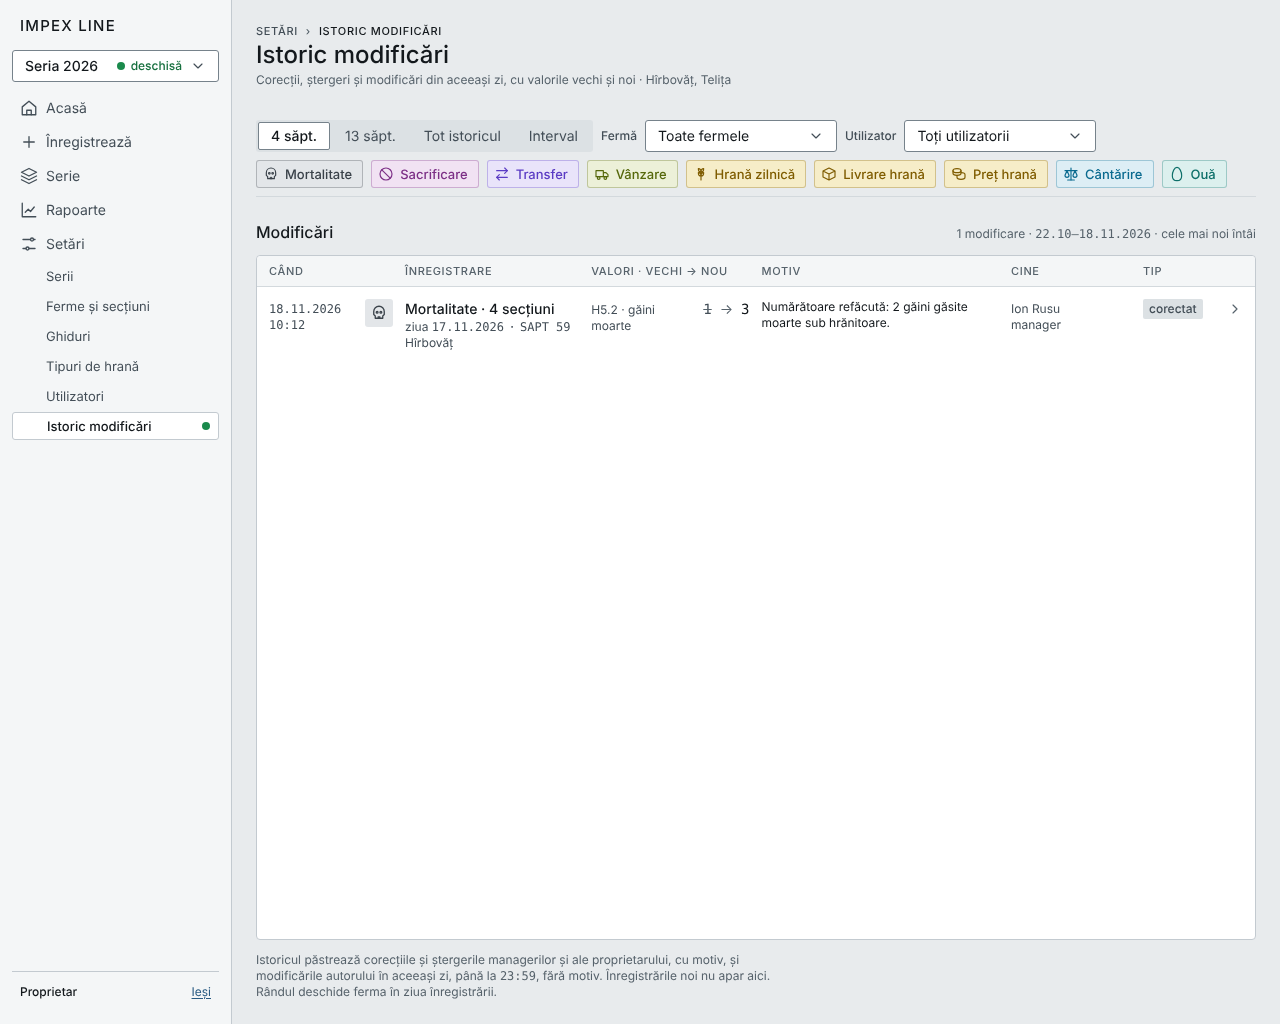 IMPEX LINE
Seria 2026 deschisă
Acasă
Înregistrează
Serie
Rapoarte
Setări
Serii
Ferme și secțiuni
Ghiduri
Tipuri de hrană
Utilizatori
Istoric modificări
Proprietar Ieși
SETĂRI › ISTORIC MODIFICĂRI
Istoric modificări
Corecții, ștergeri și modificări din aceeași zi, cu valorile vechi și noi · Hîrbovăț, Telița
4 săpt. 13 săpt. Tot istoricul Interval Fermă Toate fermele Utilizator Toți utilizatorii
Mortalitate Sacrificare Transfer Vânzare Hrană zilnică Livrare hrană Preț hrană Cântărire Ouă
Modificări 1 modificare · 22.10–18.11.2026 · cele mai noi întâi
CÂND ÎNREGISTRARE VALORI · VECHI → NOU MOTIV CINE TIP
18.11.2026 Mortalitate · 4 secțiuni H5.2 · găini 1 → 3 Numărătoare refăcută: 2 găini găsite Ion Rusu corectat
10:12 ziua 17.11.2026 · SAPT 59 moarte moarte sub hrănitoare. manager
Hîrbovăț
Istoricul păstrează corecțiile și ștergerile managerilor și ale proprietarului, cu motiv, și
modificările autorului în aceeași zi, până la 23:59, fără motiv. Înregistrările noi nu apar aici.
Rândul deschide ferma în ziua înregistrării.